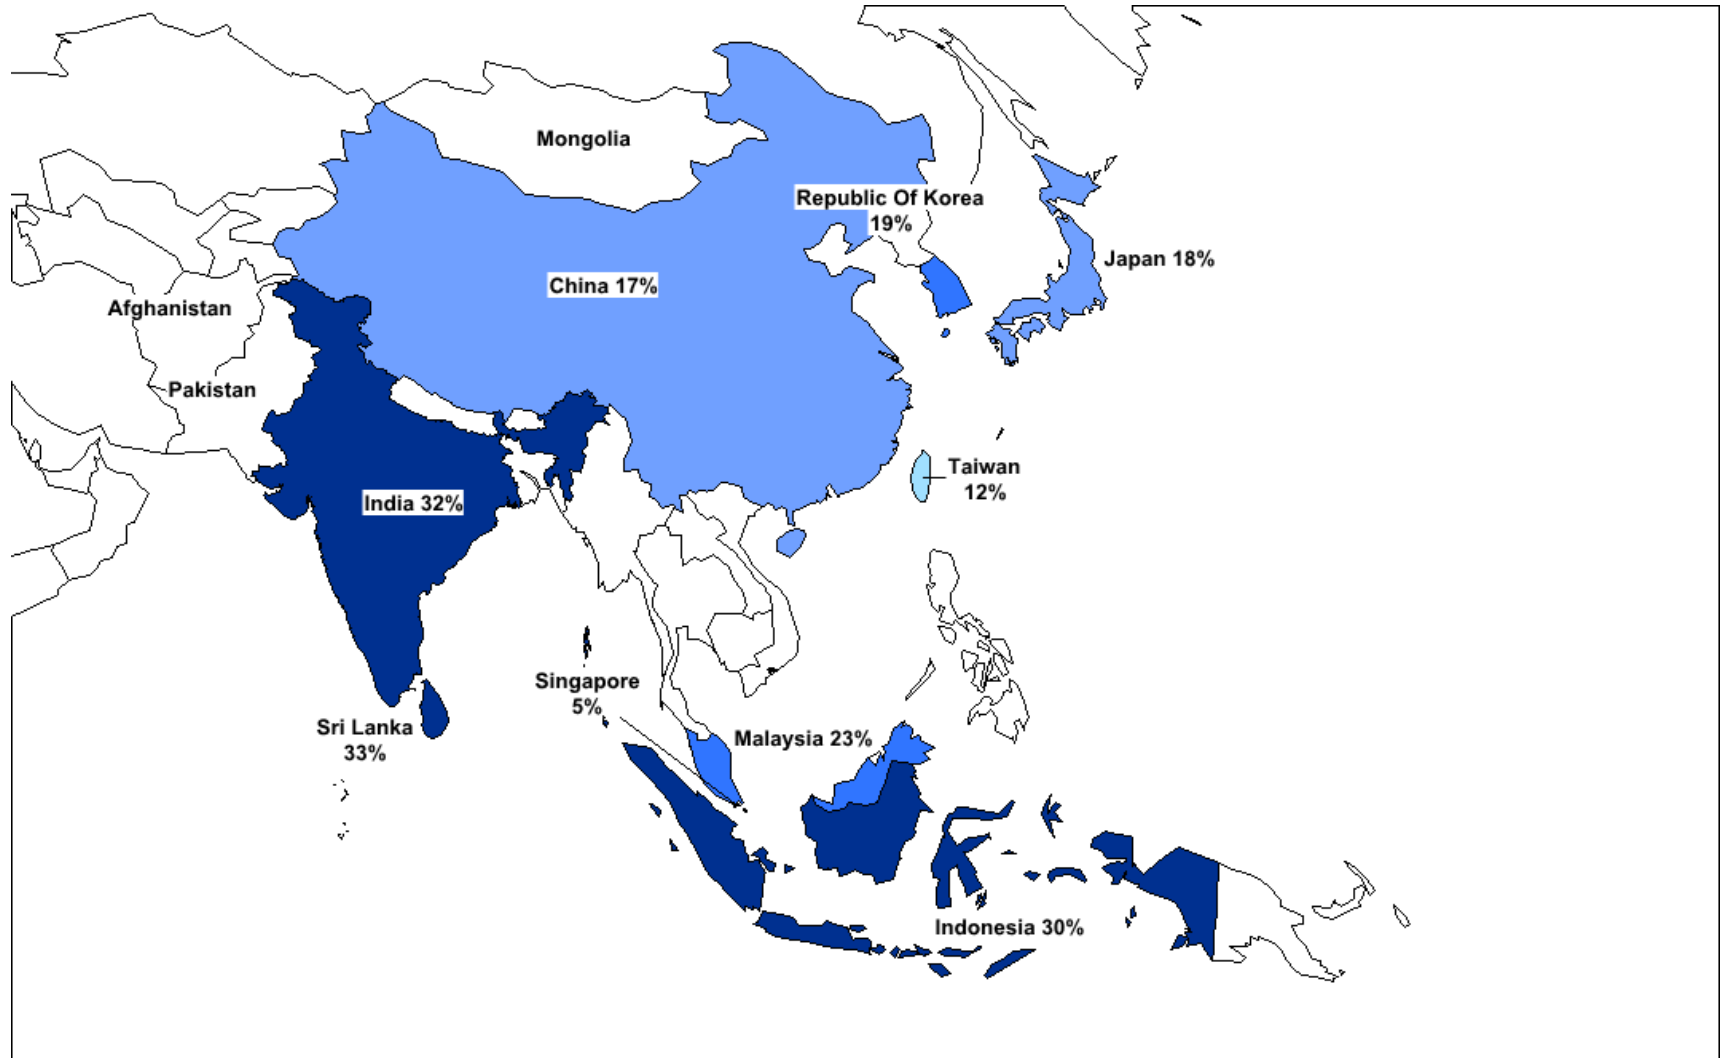 Mongolia
Republic Of Korea
19%
Japan 18%
China 17%
Afghanistan
Pakistan
Taiwan
12%
India 32%
Singapore
5%
Sri Lanka
33%
Malaysia 23%
Indonesia 30%